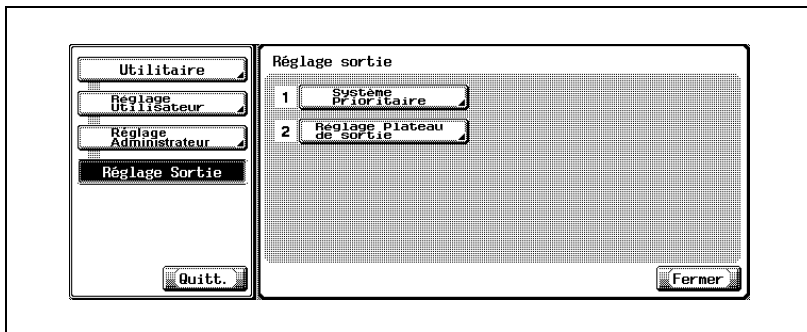 Utilitaire
Réglage
Utilisateur
Réglage
Administrateur
Réglage Sortie
Quitt.
Réglage sortie
1 Système
Prioritaire
2 Réglage Plateau
de sortie
Fermer